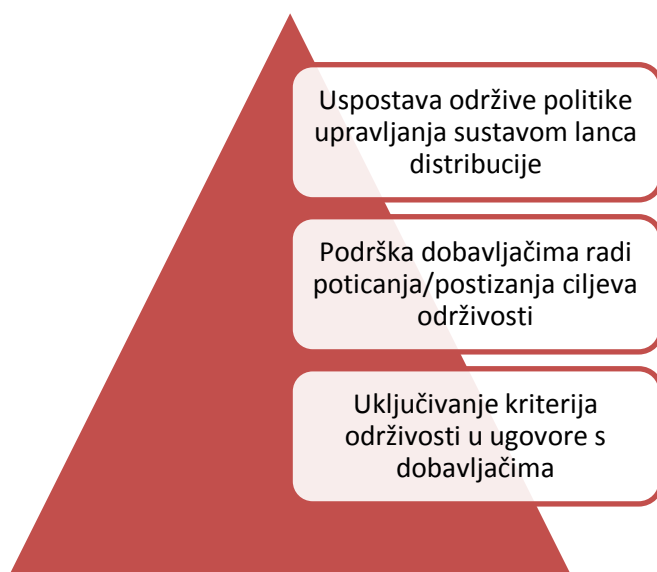 Uspostava održive politike
upravljanja sustavom lanca
distribucije
Podrška dobavljačima radi
poticanja/postizanja ciljeva
održivosti
Uključivanje kriterija
održivosti u ugovore s
dobavljačima